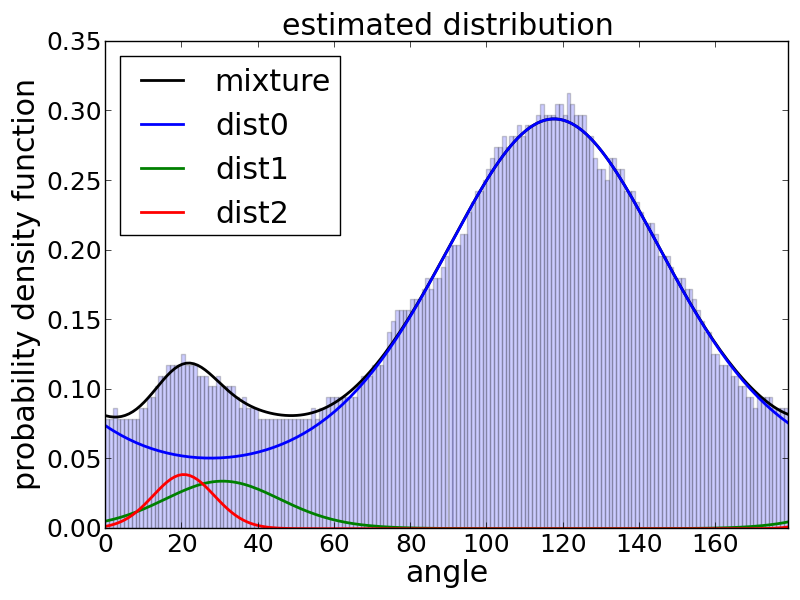 estimated distribution
0.35
0.30
0.25
0.20
0.15
0.10
0.05
0.00
probability density function
mixture
dist0
dist1
dist2
0 20 40 60 80 100 120 140 160
angle